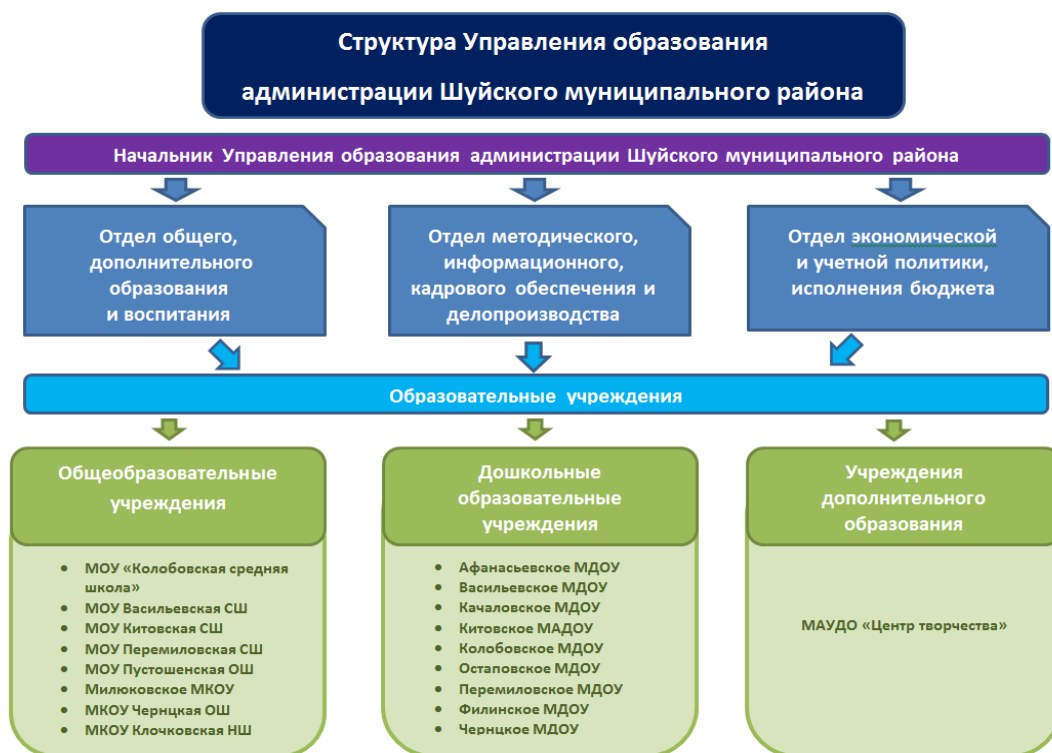 Структура Управления образования
администрации Шуйского муниципального района
Начальник Управления образования администрации Шуйского муниципального района
Отдел общего,
дополнительного
образования
и воспитания
Отдел методического,
информационного,
кадрового обеспечения и
делопроизводства
Отдел экономической
и учетной политики,
исполнения бюджета
Образовательные учреждения
Общеобразовательные
учреждения
• МОУ «Колобовская средняя
школа»
• МОУ Васильевская СШ
• МОУ Китовская СШ
• МОУ Перемиловская СШ
• МОУ Пустошенская ОШ
• Милюковское МКОУ
• МКОУ Чернцкая ОШ
• МКОУ Клочковская НШ
Дошкольные
образовательные
учреждения
• Афанасьевское МДОУ
• Васильевское МДОУ
• Качаловское МДОУ
• Китовское МАДОУ
• Колобовское МДОУ
• Остаповское МДОУ
• Перемиловское МДОУ
• Филинское МДОУ
• Чернцкое МДОУ
Учреждения
дополнительного
образования
МАУДО «Центр творчества»